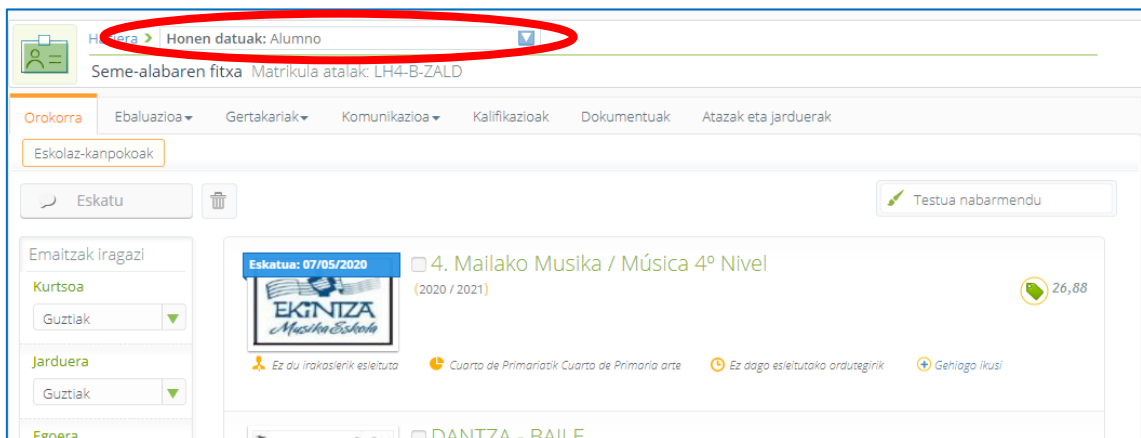 Hasiera > Honen datuak: Alumno
Seme-alabaren fitxa Matrikula atalak: LH4-B-ZALD
Orokorra Ebaluazioa Gertakariak Komunikazioa Kalifikazioak Dokumentuak Atazak eta jarduerak
Eskolaz-kanpokoak
Eskatu Testua nabarmendu
Emaitzak iragazi
Kurtsoa
Guztiak
Jarduera
Guztiak
Egoera
Eskatua: 07/05/2020
EKINTZA
Musika Eskola
4. Mailako Musika / Música 4º Nivel
(2020 / 2021)
26,88
Ez du irakaslerik esleituta Cuarto de Primariatik Cuarto de Primaria arte Ez dago esleitutako ordutegirik Gehiago ikusi
DANTZA - BAILE